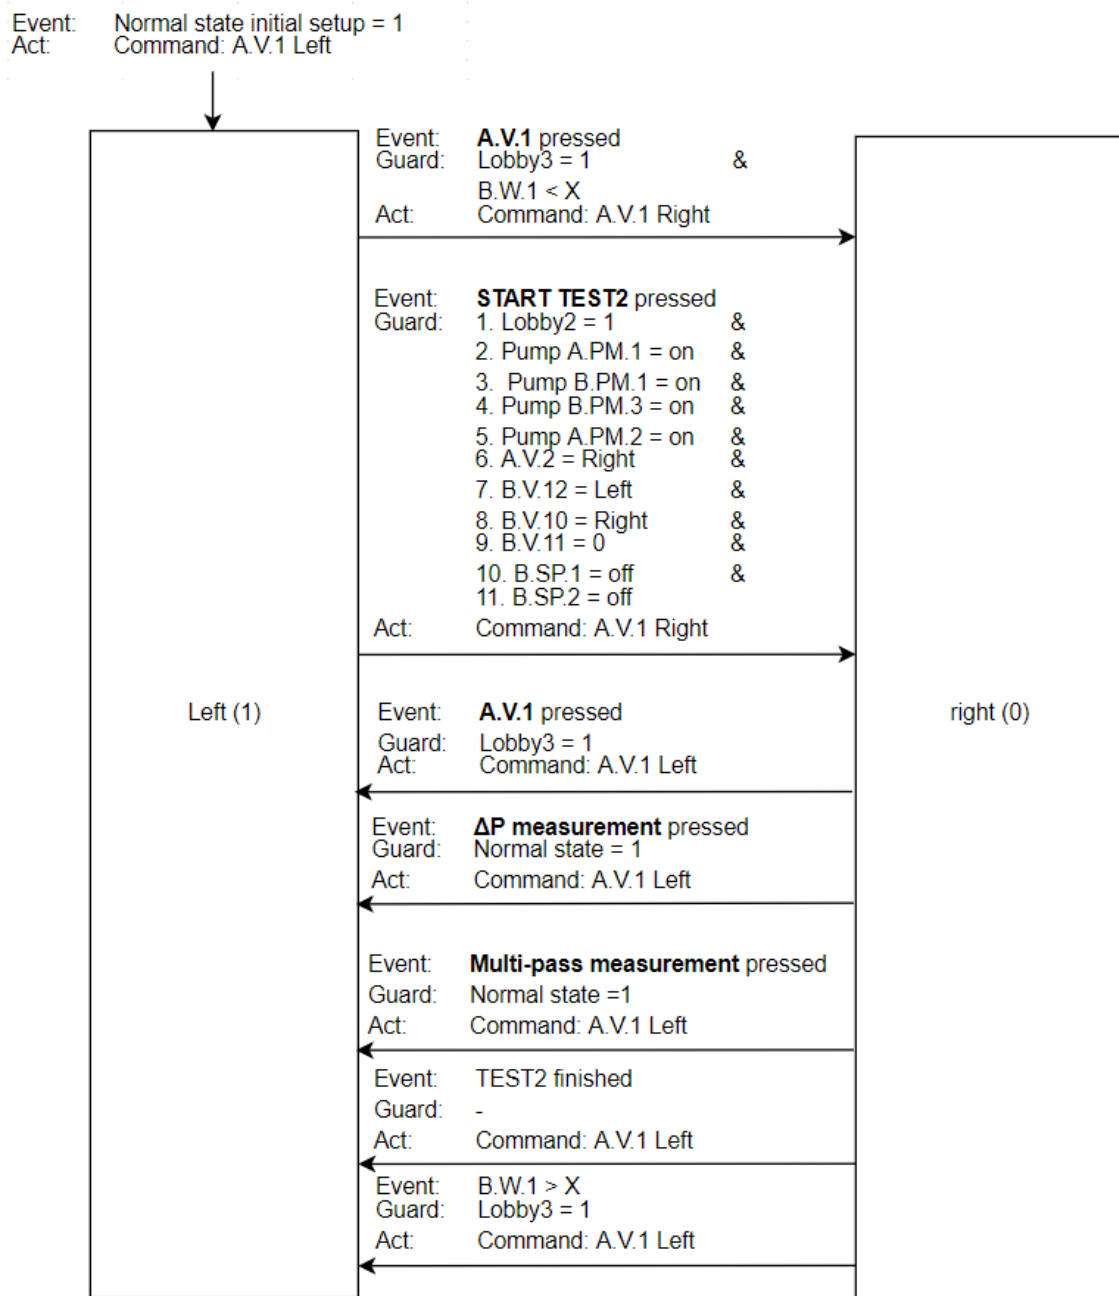 Event: Normal state initial setup = 1
Act: Command: A.V.1 Left
Event: A.V.1 pressed
Guard: Lobby3 = 1 &
B.W.1 < X
Act: Command: A.V.1 Right
Event: START TEST2 pressed
Guard: 1. Lobby2 = 1 &
2. Pump A.PM.1 = on &
3. Pump B.PM.1 = on &
4. Pump B.PM.3 = on &
5. Pump A.PM.2 = on &
6. A.V.2 = Right &
7. B.V.12 = Left &
8. B.V.10 = Right &
9. B.V.11 = 0 &
10. B.SP.1 = off &
11. B.SP.2 = off
Act: Command: A.V.1 Right
Left (1)
right (0)
Event: A.V.1 pressed
Guard: Lobby3 = 1
Act: Command: A.V.1 Left
Event: ΔP measurement pressed
Guard: Normal state = 1
Act: Command: A.V.1 Left
Event: Multi-pass measurement pressed
Guard: Normal state =1
Act: Command: A.V.1 Left
Event: TEST2 finished
Guard: -
Act: Command: A.V.1 Left
Event: B.W.1 > X
Guard: Lobby3 = 1
Act: Command: A.V.1 Left